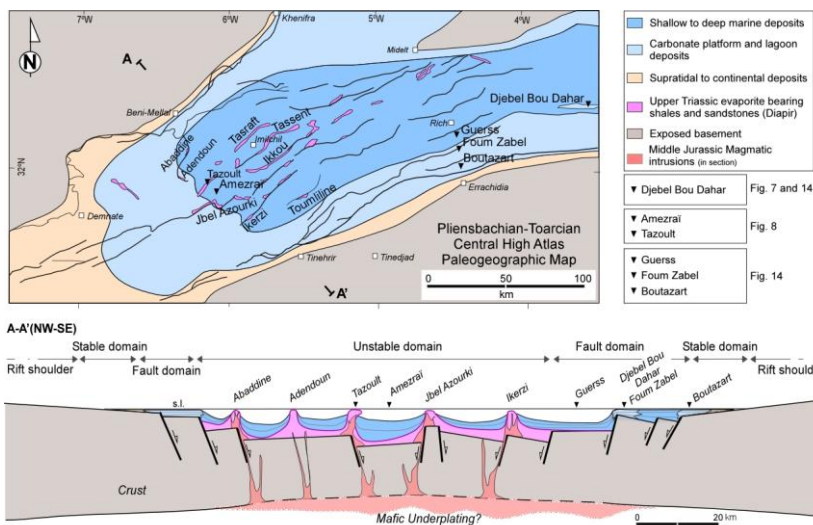 7°W
6°W
5°W
4°W
Khenifra
Midelt
A
N
Beni-Mellal
Djebel Bou Dahar
Rich
Guerss
Foum Zabel
Boutazart
Errachidia
Abaddine
Adendoun
Tasraft
Tassent
Imilchil
Ikkou
Tazoult
Amezraï
32°N
Jbel Azourki
Ikerzi
Toumliline
Demnate
Tinehrir
Tinedjad
A'
Pliensbachian-Toarcian
Central High Atlas
Paleogeographic Map
0 50 100
km
Shallow to deep marine deposits
Carbonate platform and lagoon
deposits
Supratidal to continental deposits
Upper Triassic evaporite bearing
shales and sandstones (Diapir)
Exposed basement
Middle Jurassic Magmatic
intrusions (in section)
Djebel Bou Dahar Fig. 7 and 14
Amezraï
Tazoult
Fig. 8
Guerss
Foum Zabel
Boutazart
Fig. 14
A-A'(NW-SE)
Stable domain Unstable domain Fault domain Stable domain
Rift shoulder Fault domain Rift should
s.l. Abaddine Adendoun Tazoult Amezraï Jbel Azourki Ikerzi Guerss Djebel Bou
Dahar
Foum Zabel
Boutazart
Crust
Mafic Underplating?
0 20 km